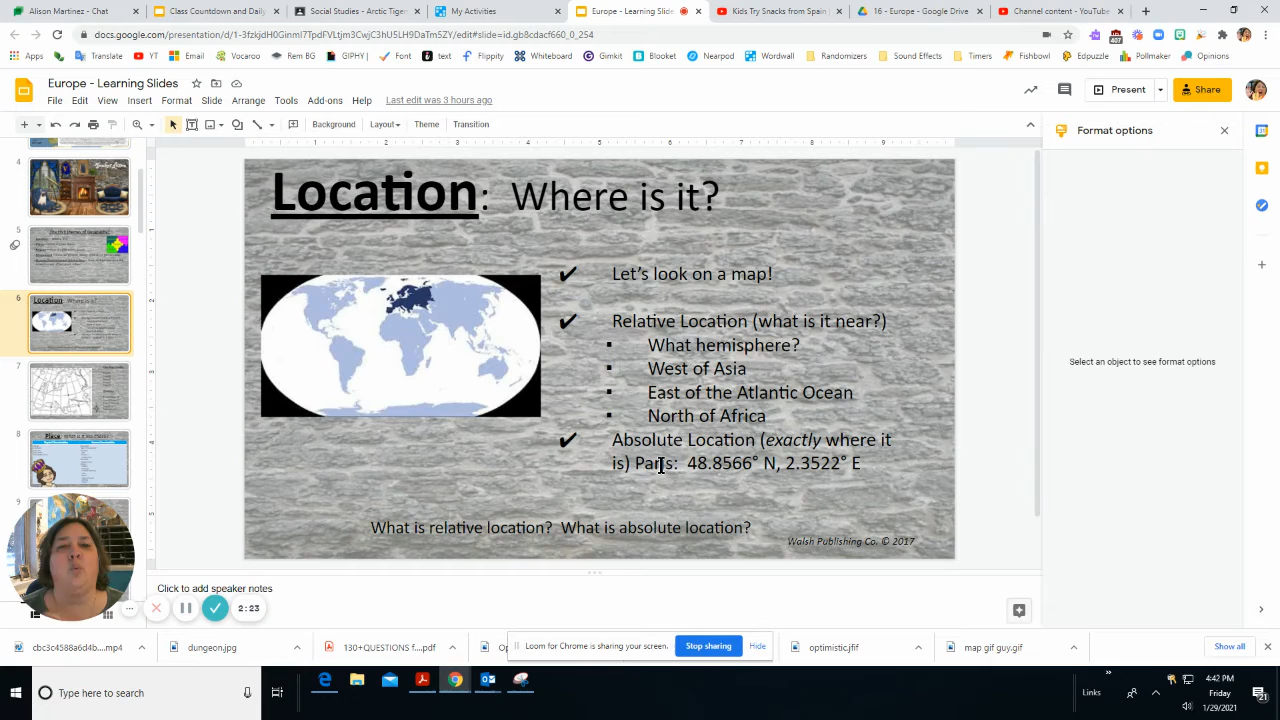 Alison Martinez - Chat
Class Countdown and Daily
Social Studies - Arctic Tiger
My Activities
Europe - Learning Slide
Kids Try Snacks from Spain
16 - Europe - Google Drive
Channel content - YouTube
docs.google.com/presentation/d/1-3fzkjdH0Ginml7TpdFVLtjm3CwjC3hU5LH9DaTm5ZY/edit#slide=id.gb8cdacf660_0_254
Apps
Translate
YT
Email
Vocaroo
BG
GIPHY
Fonts
Flippity
Whiteboard
Gimkit
Blooket
Nearpod
Wordwall
Randomizers
Sound Effects
Timers
Fishbowl
Edpuzzle
Pollmaker
Opinions
Europe - Learning Slides
File Edit View Insert Format Slide Arrange Tools Add-ons Help Last edit was 3 hours ago
Present
Share
Background Layout Theme Transition
Format options
4
5
6
7
8
9
Location: Where is it?
Let's look on a map!
Relative Location (what is it near?)
What hemisphere?
West of Asia
East of the Atlantic Ocean
North of Africa
Absolute Location (exactly where it
is) Paris: 48.8566° N, 2.3522° E
What is relative location? What is absolute location?
Walsh Publishing Co. © 2017
Select an object to see format options
Click to add speaker notes
2:23
cbc3c4588a6d4b....mp4
dungeon.jpg
130+QUESTIONS f....pdf
Loom for Chrome is sharing your screen.
Stop sharing
Hide
optimistic.jfif
map gif guy.gif
Show all
Type here to search
Links
4:42 PM
Friday
1/29/2021